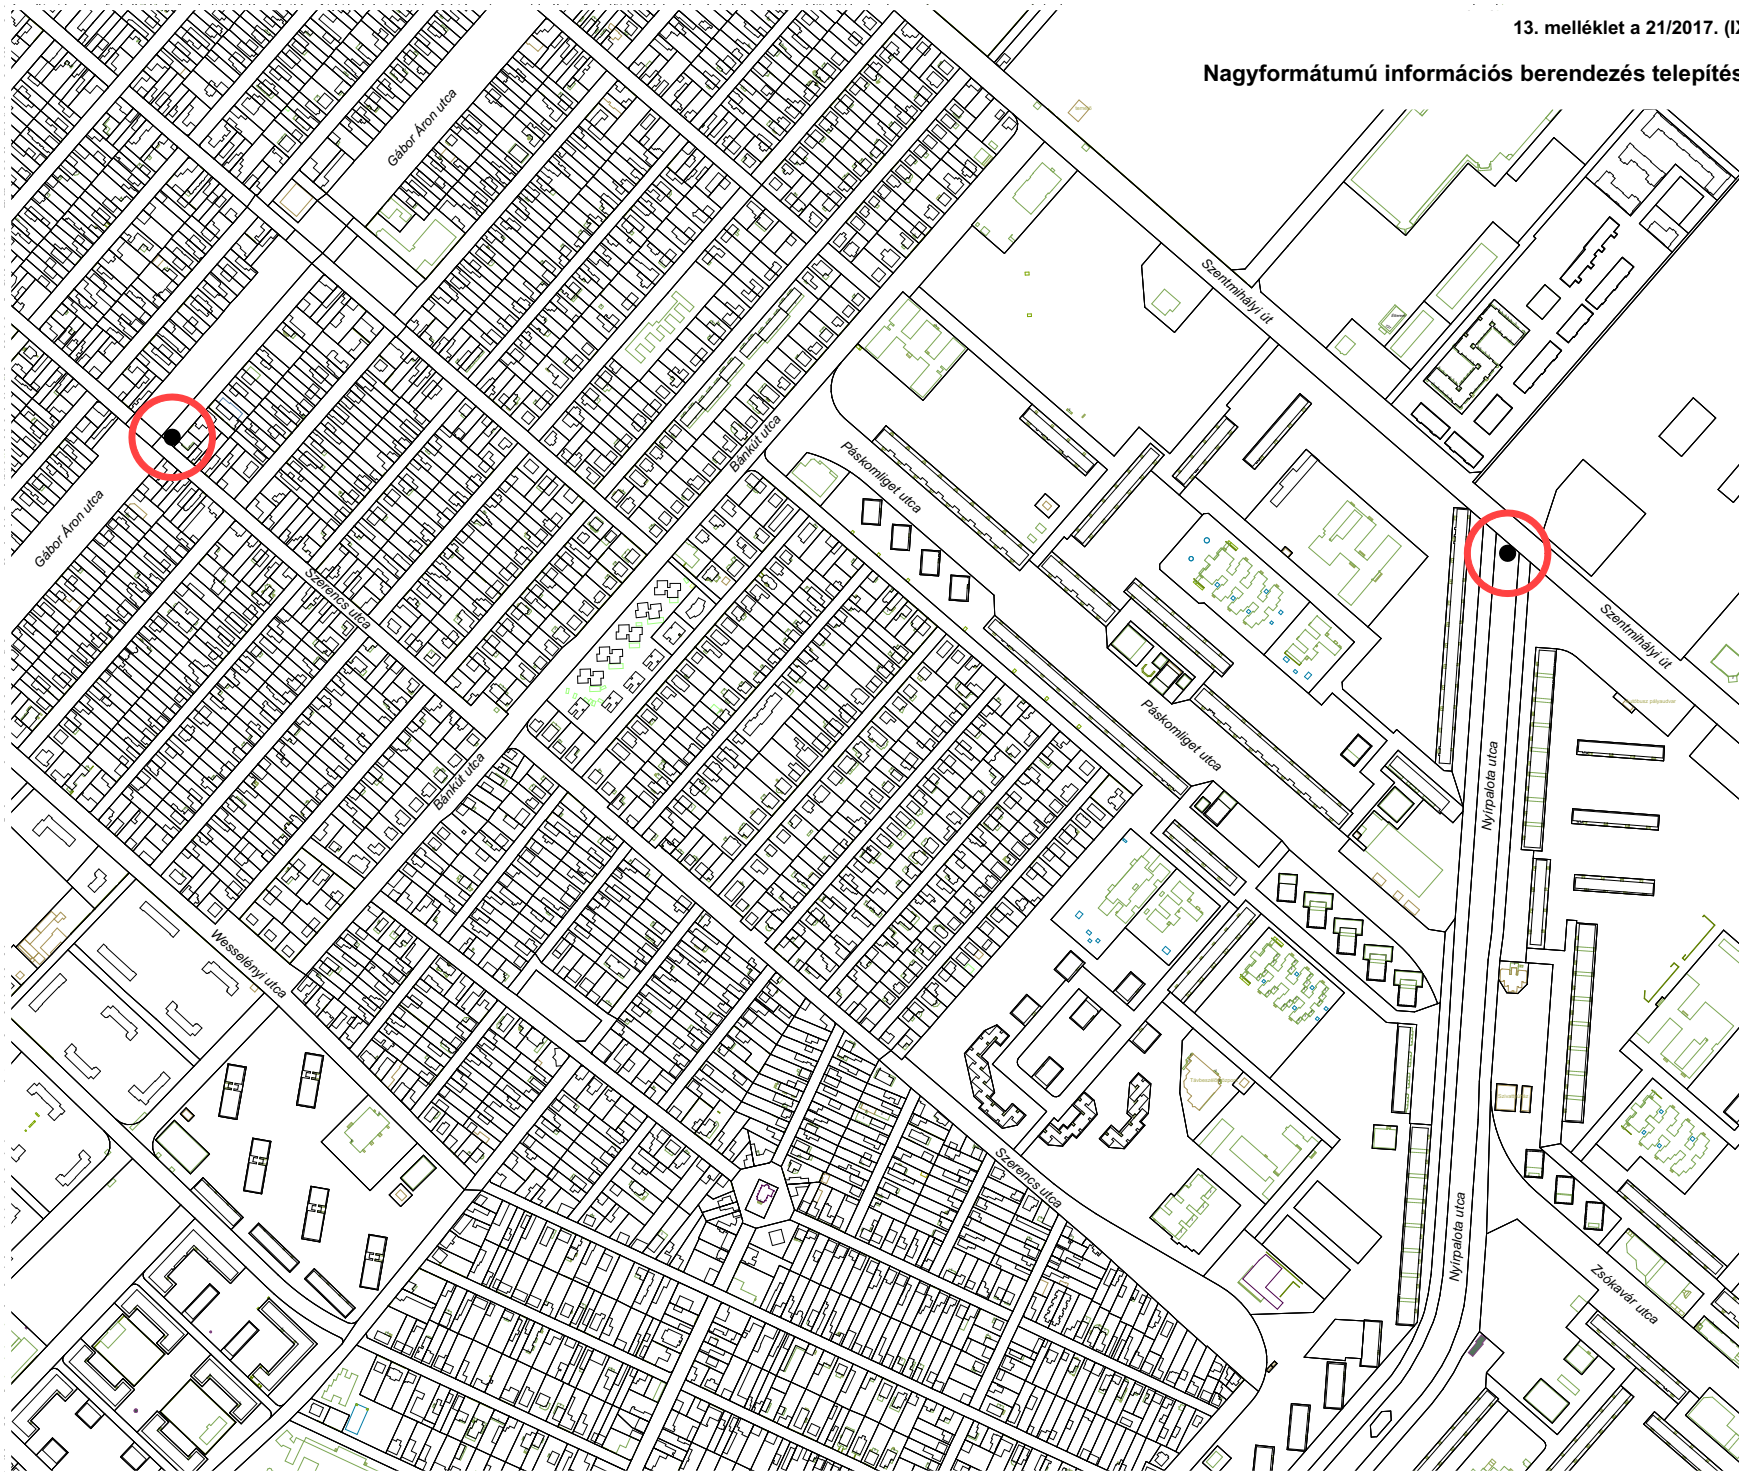 13. melléklet a 21/2017. (IX
Nagyformátumú információs berendezés telepítés
Gábor Áron utca
Szentmihályi út
Bánkút utca
Páskomliget utca
Gábor Áron utca
Szerencs utca
Szentmihályi út
Páskomliget utca
Nyírpalota utca
Bánkút utca
Wesselényi utca
Szerencs utca
Nyírpalota utca
Zsókavár utca